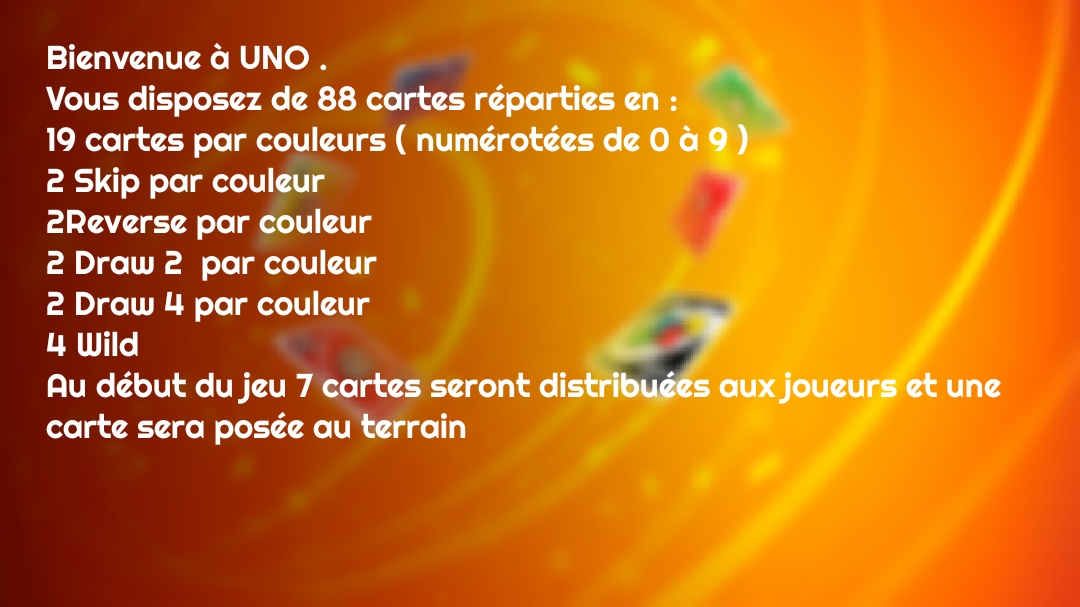 Bienvenue à UNO .
Vous disposez de 88 cartes réparties en :
19 cartes par couleurs ( numérotées de 0 à 9 )
2 Skip par couleur
2Reverse par couleur
2 Draw 2  par couleur
2 Draw 4 par couleur
4 Wild
Au début du jeu 7 cartes seront distribuées aux joueurs et une
carte sera posée au terrain